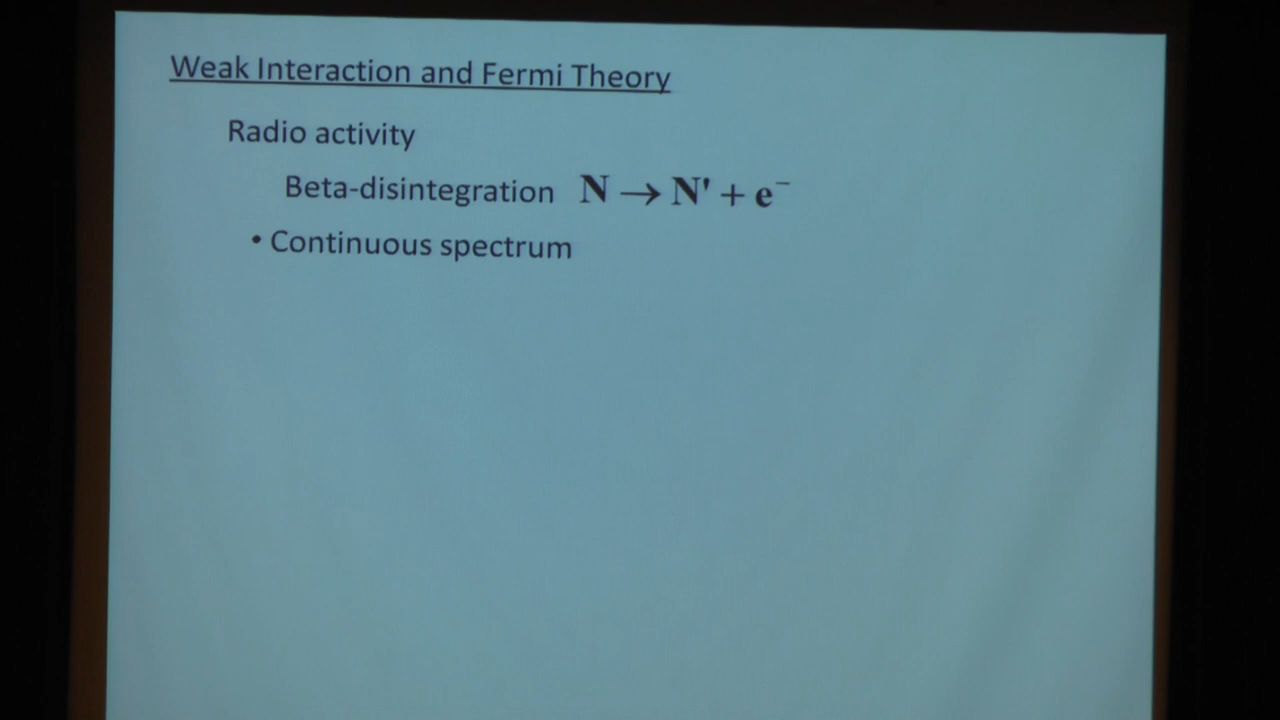 Weak Interaction and Fermi Theory
Radio activity
Beta-disintegration N → N' + e⁻
• Continuous spectrum